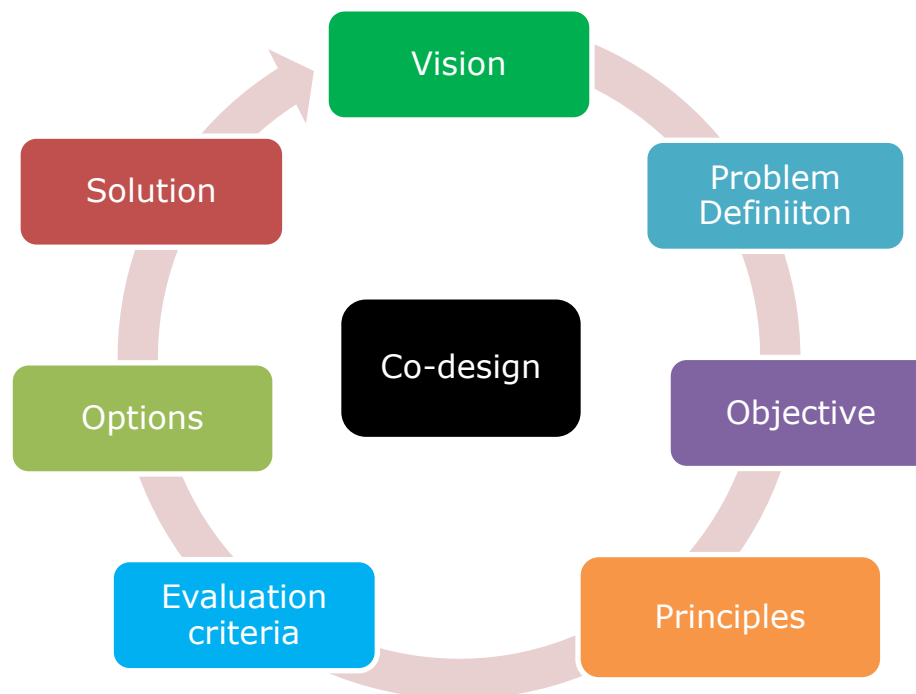 Vision
Problem
Definiiton
Objective
Principles
Evaluation
criteria
Options
Solution
Co-design